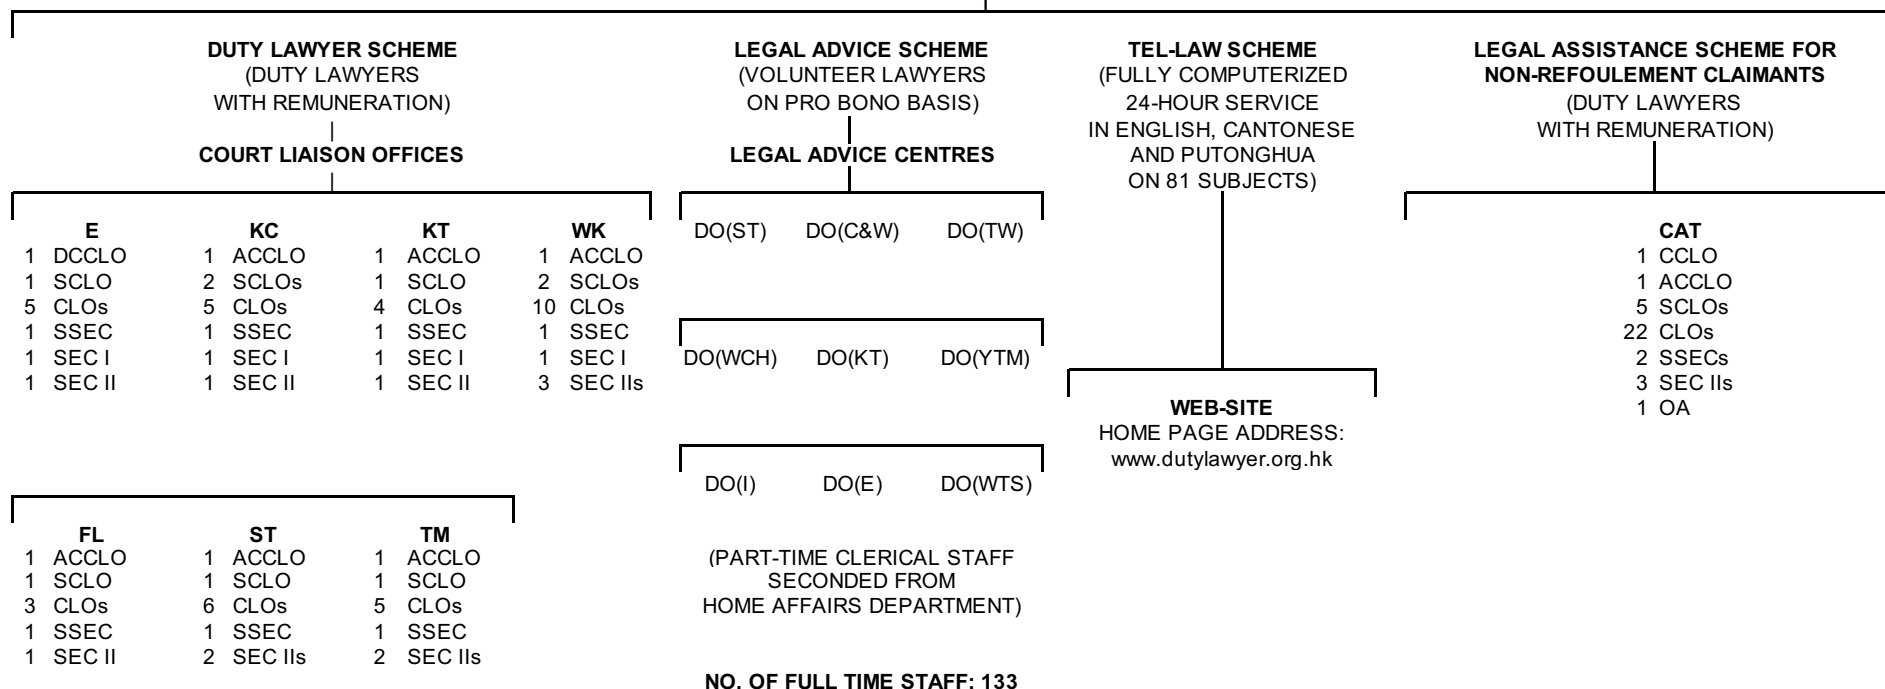 DUTY LAWYER SCHEME
(DUTY LAWYERS
WITH REMUNERATION)
COURT LIAISON OFFICES
E
1 DCCLO
1 SCLO
5 CLOs
1 SSEC
1 SEC I
1 SEC II
KC
1 ACCLO
2 SCLOs
5 CLOs
1 SSEC
1 SEC I
1 SEC II
KT
1 ACCLO
1 SCLO
4 CLOs
1 SSEC
1 SEC I
1 SEC II
WK
1 ACCLO
2 SCLOs
10 CLOs
1 SSEC
1 SEC I
3 SEC IIs
FL
1 ACCLO
1 SCLO
3 CLOs
1 SSEC
1 SEC II
ST
1 ACCLO
1 SCLO
6 CLOs
1 SSEC
2 SEC IIs
TM
1 ACCLO
1 SCLO
5 CLOs
1 SSEC
2 SEC IIs
LEGAL ADVICE SCHEME
(VOLUNTEER LAWYERS
ON PRO BONO BASIS)
LEGAL ADVICE CENTRES
DO(ST) DO(C&W) DO(TW)
DO(WCH) DO(KT) DO(YTM)
DO(I) DO(E) DO(WTS)
(PART-TIME CLERICAL STAFF
SECONDED FROM
HOME AFFAIRS DEPARTMENT)
NO. OF FULL TIME STAFF: 133
TEL-LAW SCHEME
(FULLY COMPUTERIZED
24-HOUR SERVICE
IN ENGLISH, CANTONESE
AND PUTONGHUA
ON 81 SUBJECTS)
WEB-SITE
HOME PAGE ADDRESS:
www.dutylawyer.org.hk
LEGAL ASSISTANCE SCHEME FOR
NON-REFOULEMENT CLAIMANTS
(DUTY LAWYERS
WITH REMUNERATION)
CAT
1 CCLO
1 ACCLO
5 SCLOs
22 CLOs
2 SSECs
3 SEC IIs
1 OA